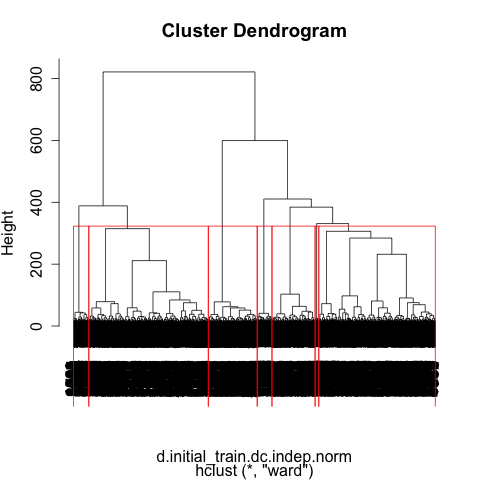 Cluster Dendrogram
Height
800
600
400
200
0
d.initial_train.dc.indep.norm
hclust (*, "ward")